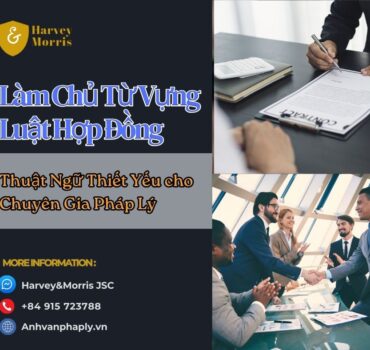 &
Harvey
Morris
Làm Chủ Từ Vựng
Luật Hợp Đồng
Thuật Ngữ Thiết Yếu cho
Chuyên Gia Pháp Lý
CONTRACT
MORE INFORMATION :
Harvey&Morris JSC
+84 915 723788
Anhvanphaply.vn